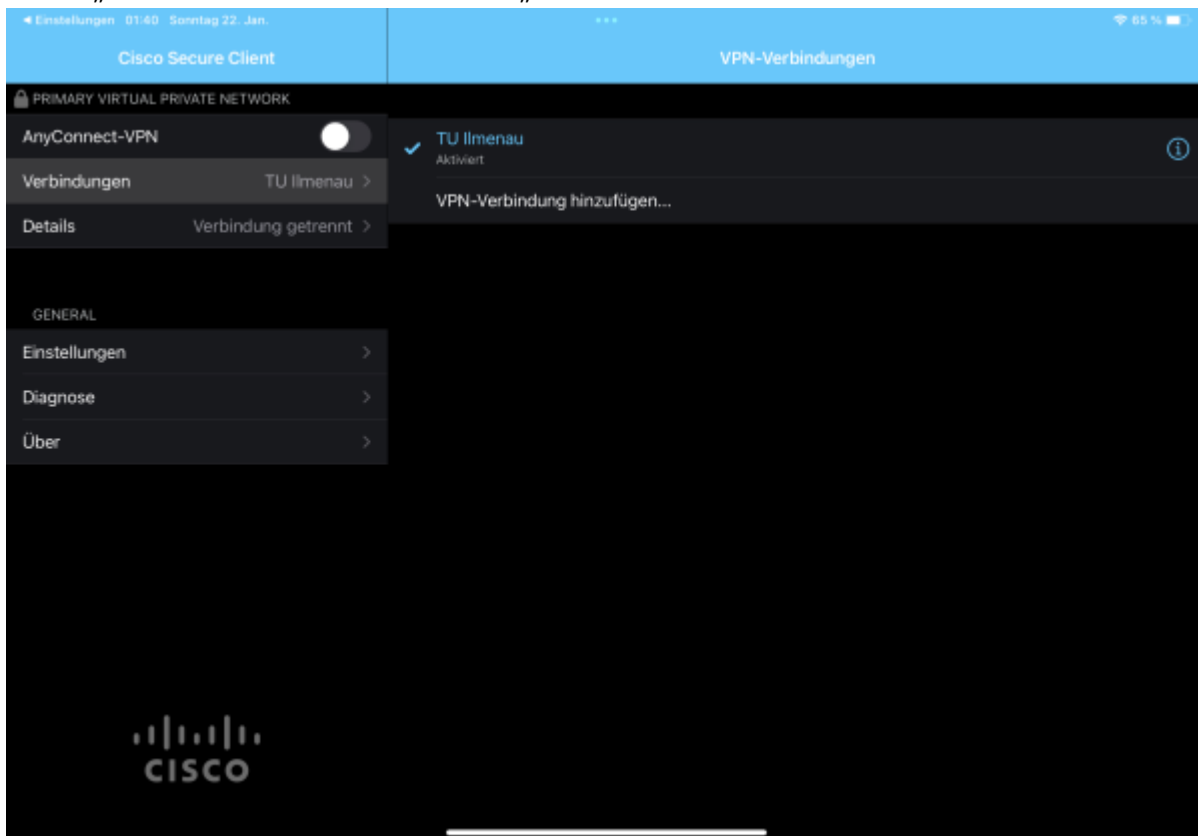 Einstellungen 01:40 Sonntag 22. Jan.
65 %
Cisco Secure Client
VPN-Verbindungen
PRIMARY VIRTUAL PRIVATE NETWORK
AnyConnect-VPN
Verbindungen TU Ilmenau
Details Verbindung getrennt
TU Ilmenau
Aktiviert
VPN-Verbindung hinzufügen...
GENERAL
Einstellungen
Diagnose
Über
CISCO